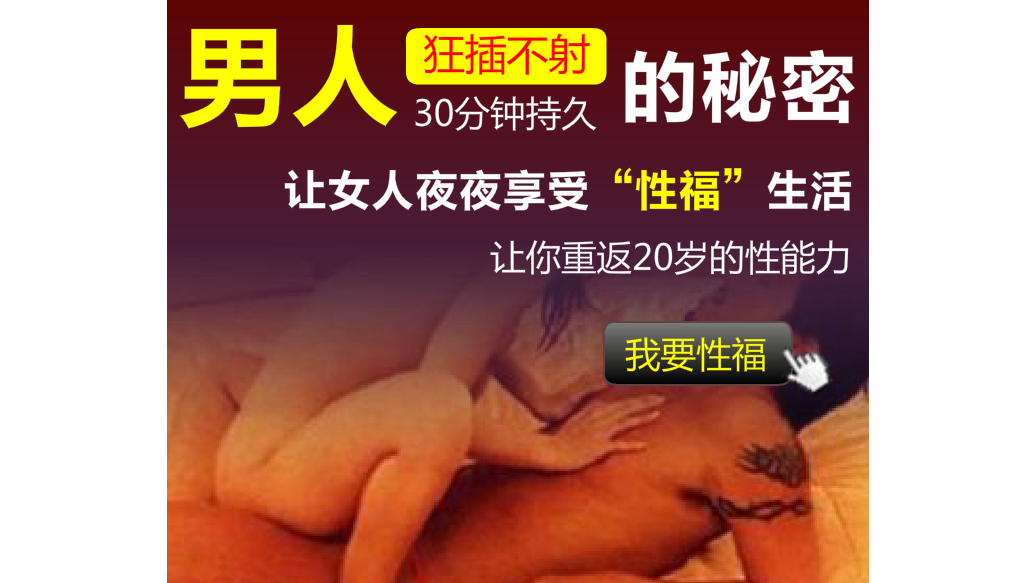 男人 狂插不射 的秘密
30分钟持久
让女人夜夜享受“性福”生活
让你重返20岁的性能力
我要性福